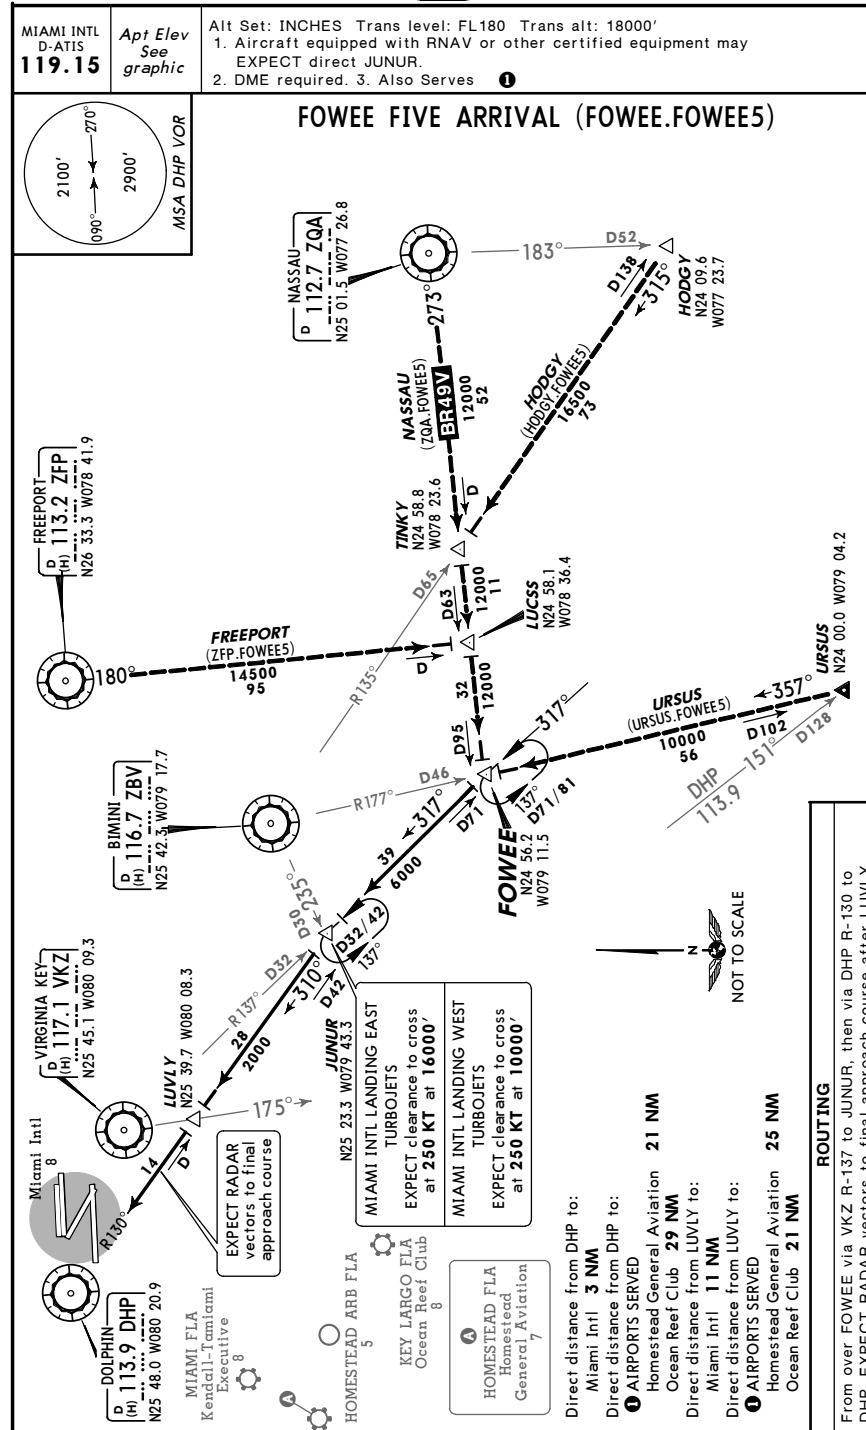 MIAMI INTL
D-ATIS
119.15
Apt Elev
See
graphic
Alt Set: INCHES Trans level: FL180 Trans alt: 18000'
1. Aircraft equipped with RNAV or other certified equipment may
EXPECT direct JUNUR.
2. DME required. 3. Also Serves 1
FOWEE FIVE ARRIVAL (FOWEE.FOWEE5)
270°
2100'
2900'
090°
MSA DHP VOR
NASSAU
D 112.7 ZQA
N25 01.5 W077 26.8
183°
D52
HODGY
N24 09.6
W077 23.7
D138
315°
273°
NASSAU
(ZQA.FOWEE5)
BR49V
12000
52
HODGY
(HODGY.FOWEE5)
16500
73
D
TINKY
N24 58.8
W078 23.6
FREEPORT
D
(H) 113.2 ZFP
N26 33.3 W078 41.9
180°
FREEPORT
(ZFP.FOWEE5)
14500
95
D
R135°
D65
D63
12000
11
LUCSS
N24 58.1
W078 36.4
32
12000
D95
317°
URSUS
N24 00.0 W079 04.2
357°
D102
URSUS
(URSUS.FOWEE5)
10000
56
DHP
113.9
151°
D128
BIMINI
D
(H) 116.7 ZBV
N25 42.3 W079 17.7
R177°
D46
137°
D71/81
D71
317°
39
6000
FOWEE
N24 56.2
W079 11.5
235°
D30
D32/42
137°
310°
D42
R137°
D32
28
2000
JUNUR
N25 23.3 W079 43.3
VIRGINIA KEY
D
(H) 117.1 VKZ
N25 45.1 W080 09.3
LUVLY
N25 39.7 W080 08.3
175°
14
D
R130°
Miami Intl
8
EXPECT RADAR
vectors to final
approach course
MIAMI INTL LANDING EAST
TURBOJETS
EXPECT clearance to cross
at 250 KT at 16000'
MIAMI INTL LANDING WEST
TURBOJETS
EXPECT clearance to cross
at 250 KT at 10000'
N
NOT TO SCALE
DOLPHIN
D
(H) 113.9 DHP
N25 48.0 W080 20.9
MIAMI FLA
Kendall-Tamiami
Executive
8
A
HOMESTEAD ARB FLA
5
KEY LARGO FLA
Ocean Reef Club
8
A
HOMESTEAD FLA
Homestead
General Aviation
7
Direct distance from DHP to:
Miami Intl 3 NM
Direct distance from DHP to:
1 AIRPORTS SERVED
Homestead General Aviation 21 NM
Ocean Reef Club 29 NM
Direct distance from LUVLY to:
Miami Intl 11 NM
Direct distance from LUVLY to:
1 AIRPORTS SERVED
Homestead General Aviation 25 NM
Ocean Reef Club 21 NM
ROUTING
From over FOWEE via VKZ R-137 to JUNUR, then via DHP R-130 to
DHP. EXPECT RADAR vectors to final approach course after LUVLY